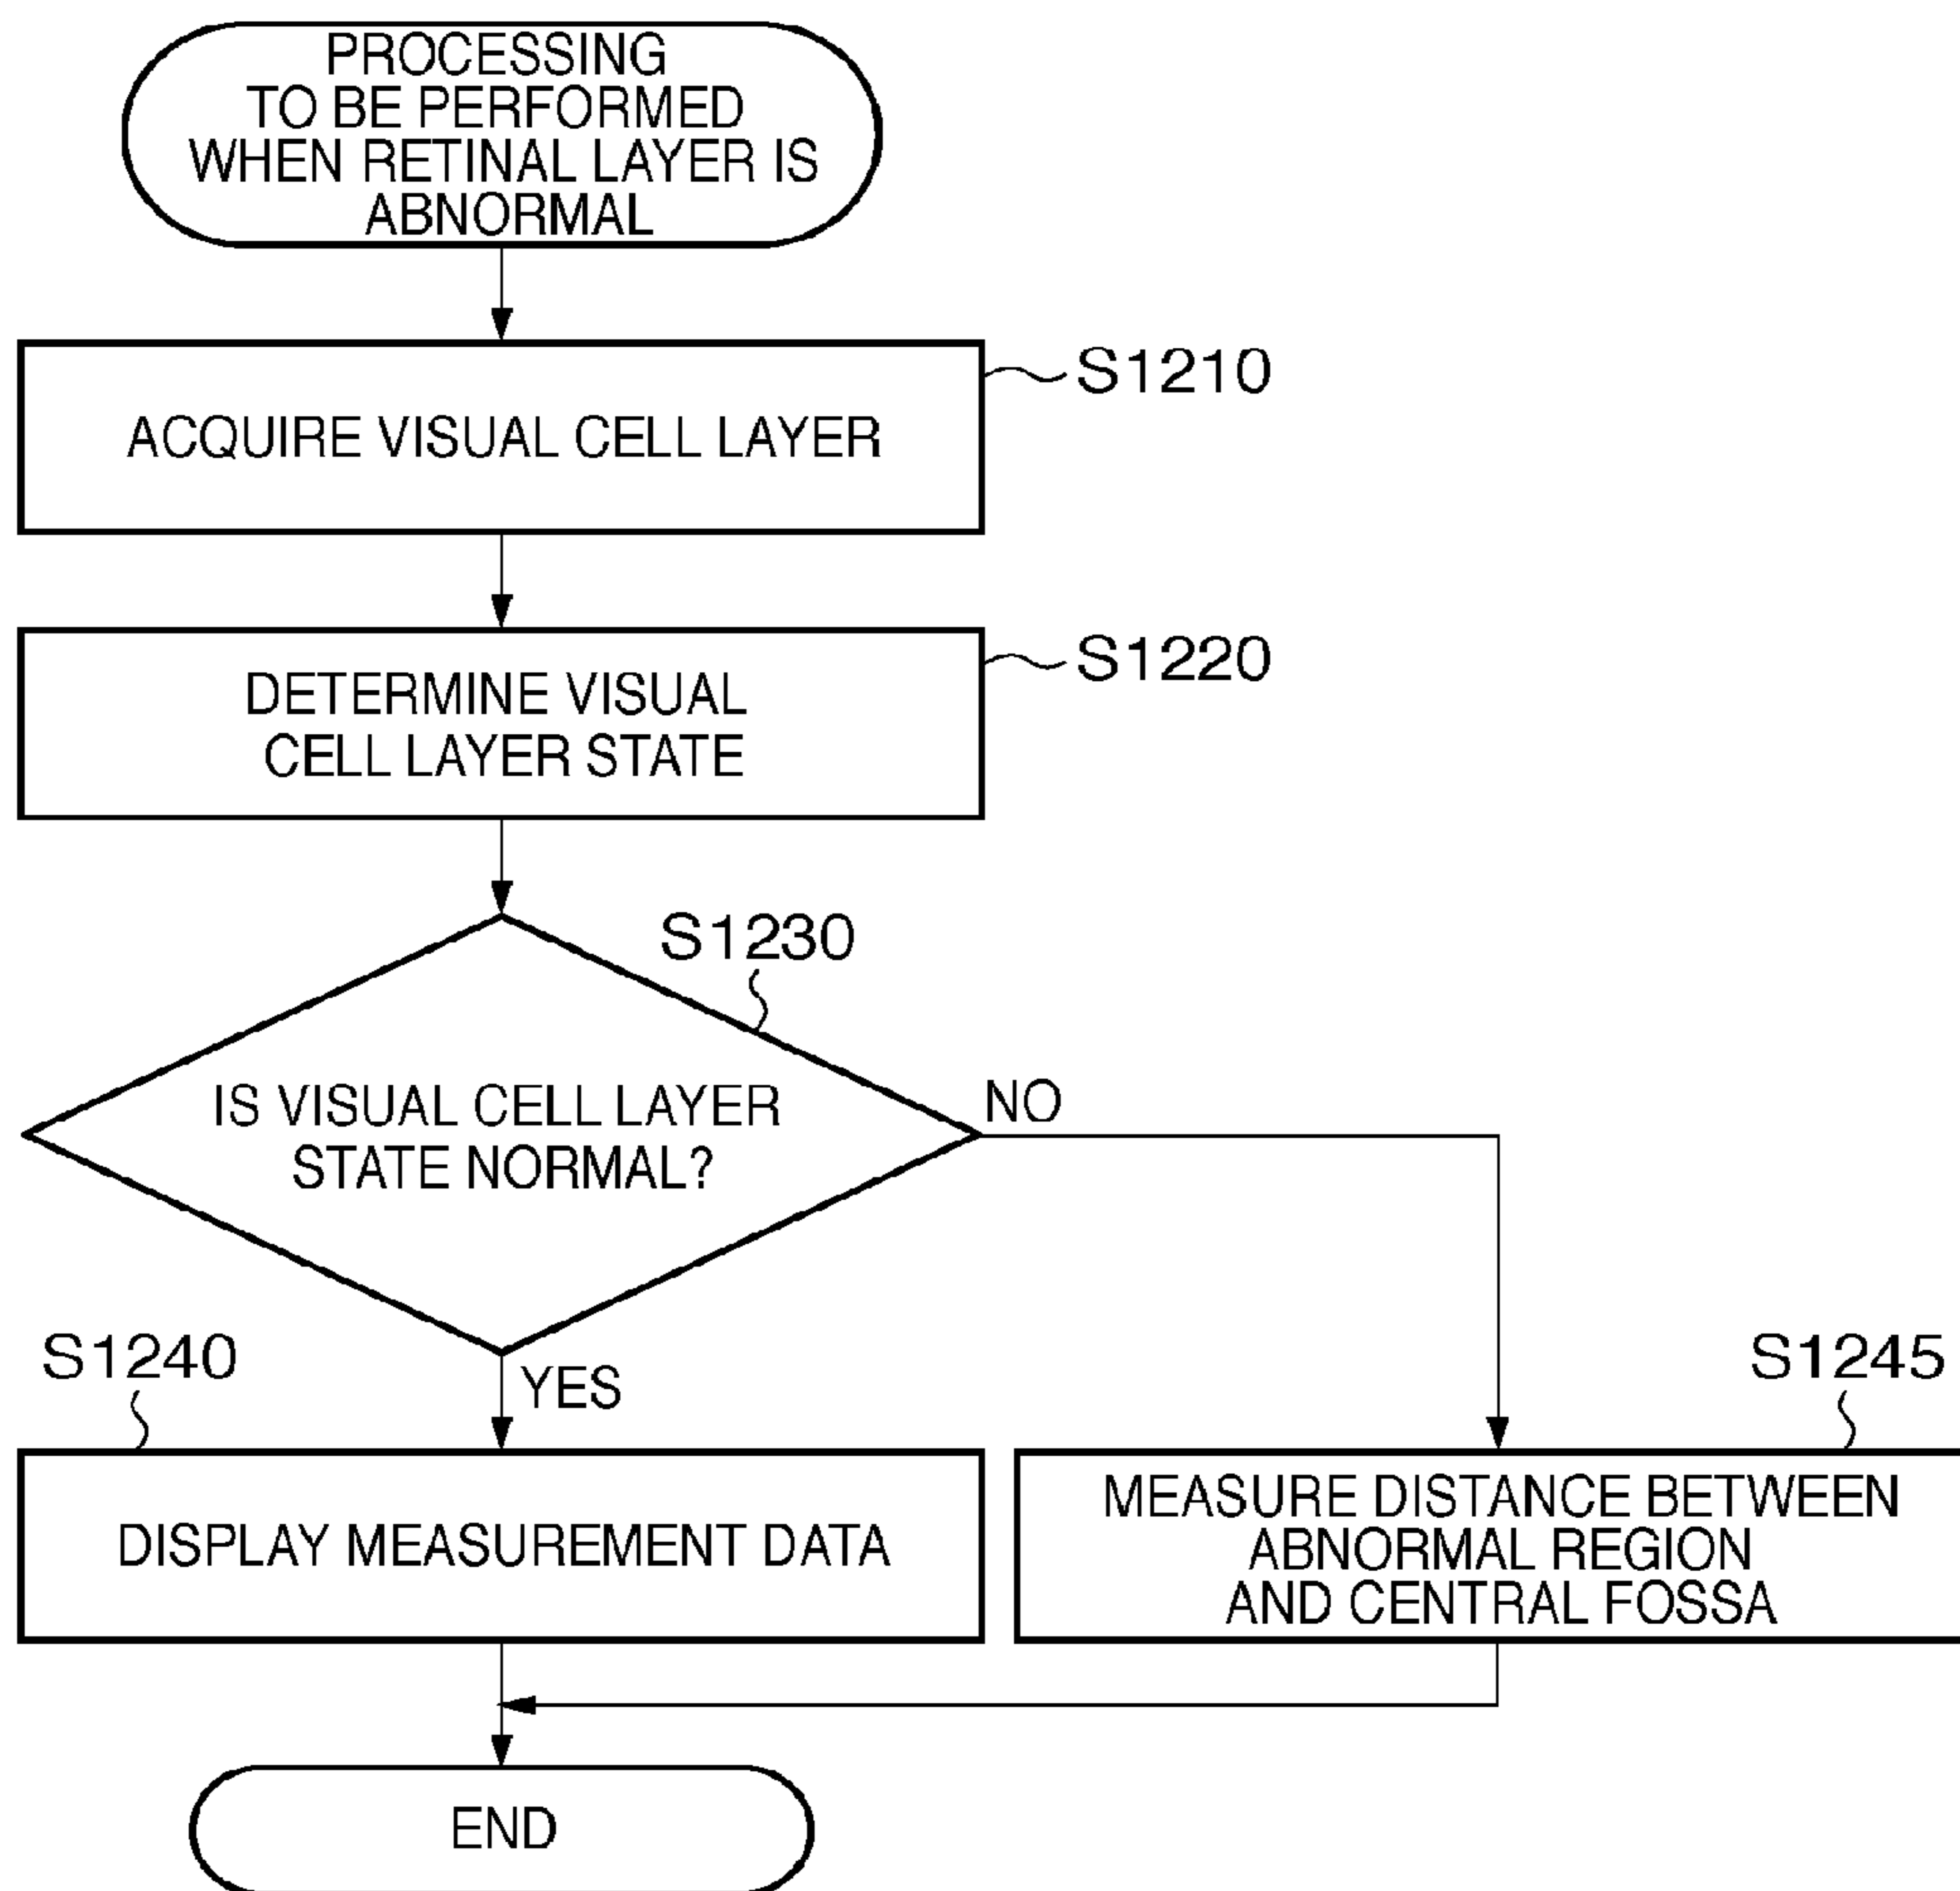 PROCESSING
TO BE PERFORMED
WHEN RETINAL LAYER IS
ABNORMAL
S1210
ACQUIRE VISUAL CELL LAYER
S1220
DETERMINE VISUAL
CELL LAYER STATE
S1230
IS VISUAL CELL LAYER
STATE NORMAL?
NO
YES
S1240
DISPLAY MEASUREMENT DATA
S1245
MEASURE DISTANCE BETWEEN
ABNORMAL REGION
AND CENTRAL FOSSA
END